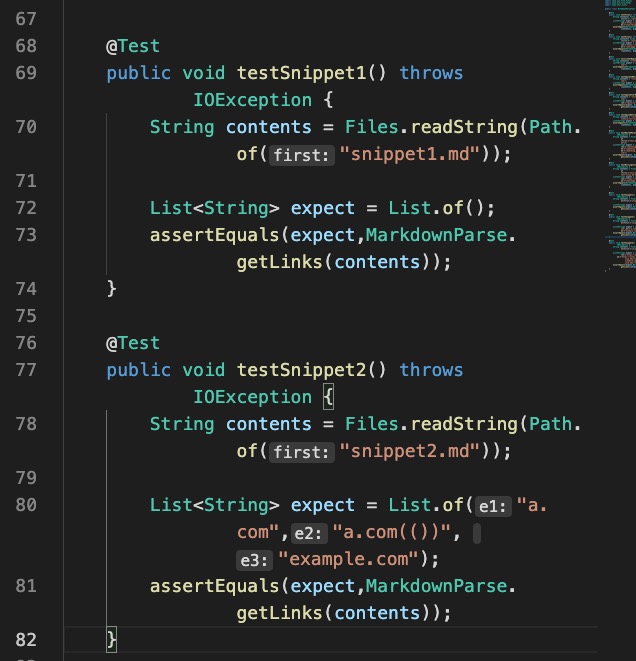 67
68 @Test
69 public void testSnippet1() throws
IOException {
70 String contents = Files.readString(Path.
of(first: "snippet1.md"));
71
72 List<String> expect = List.of();
73 assertEquals(expect,MarkdownParse.
getLinks(contents));
74 }
75
76 @Test
77 public void testSnippet2() throws
IOException {
78 String contents = Files.readString(Path.
of(first: "snippet2.md"));
79
80 List<String> expect = List.of(e1: "a.
com",e2: "a.com(())",
e3: "example.com");
81 assertEquals(expect,MarkdownParse.
getLinks(contents));
82 }